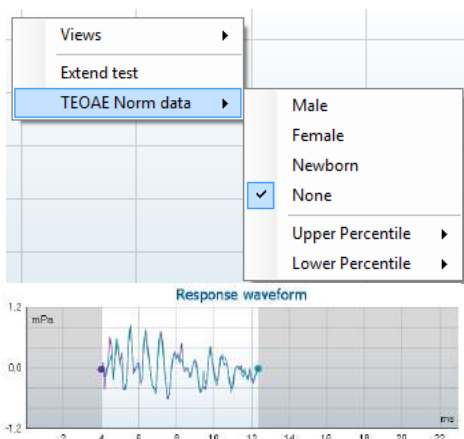 Views
Extend test
TEOAE Norm data
Male
Female
Newborn
None
Upper Percentile
Lower Percentile
Response waveform
1,2
mPa
0,0
ms
-1,2
2 4 6 8 10 12 14 16 18 20 22